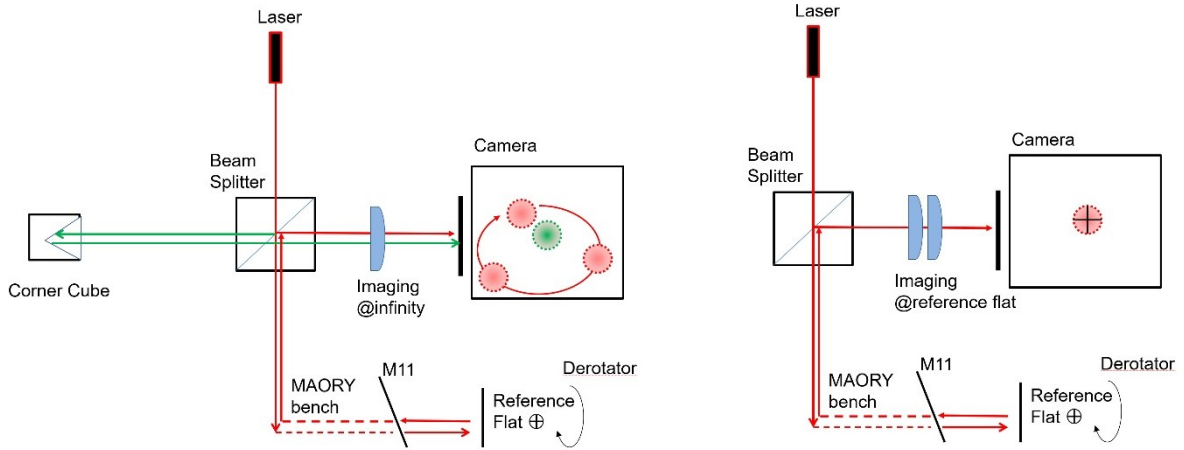 Laser
Beam
Splitter
Camera
Corner Cube
Imaging
@infinity
M11
Derotator
MAORY
bench
Reference
Flat ⊕
Laser
Beam
Splitter
Camera
Imaging
@reference flat
M11
Derotator
MAORY
bench
Reference
Flat ⊕